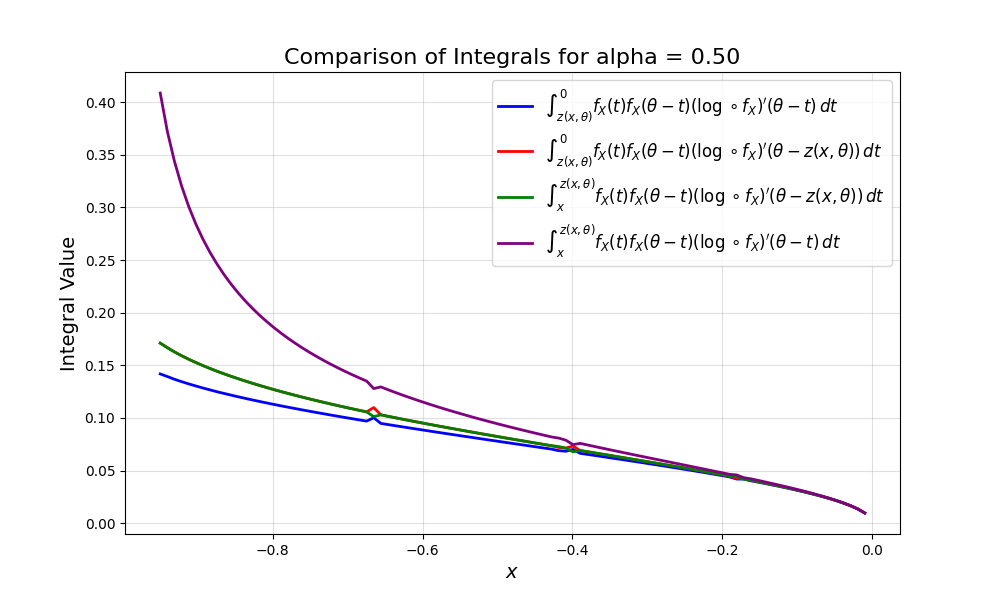 Comparison of Integrals for alpha = 0.50
∫_{z(x,θ)}^{0} f_X(t)f_X(θ − t)(log ∘ f_X)′(θ − t) dt
∫_{z(x,θ)}^{0} f_X(t)f_X(θ − t)(log ∘ f_X)′(θ − z(x, θ)) dt
∫_{x}^{z(x,θ)} f_X(t)f_X(θ − t)(log ∘ f_X)′(θ − z(x, θ)) dt
∫_{x}^{z(x,θ)} f_X(t)f_X(θ − t)(log ∘ f_X)′(θ − t) dt
Integral Value
0.40
0.35
0.30
0.25
0.20
0.15
0.10
0.05
0.00
−0.8 −0.6 −0.4 −0.2 0.0
x